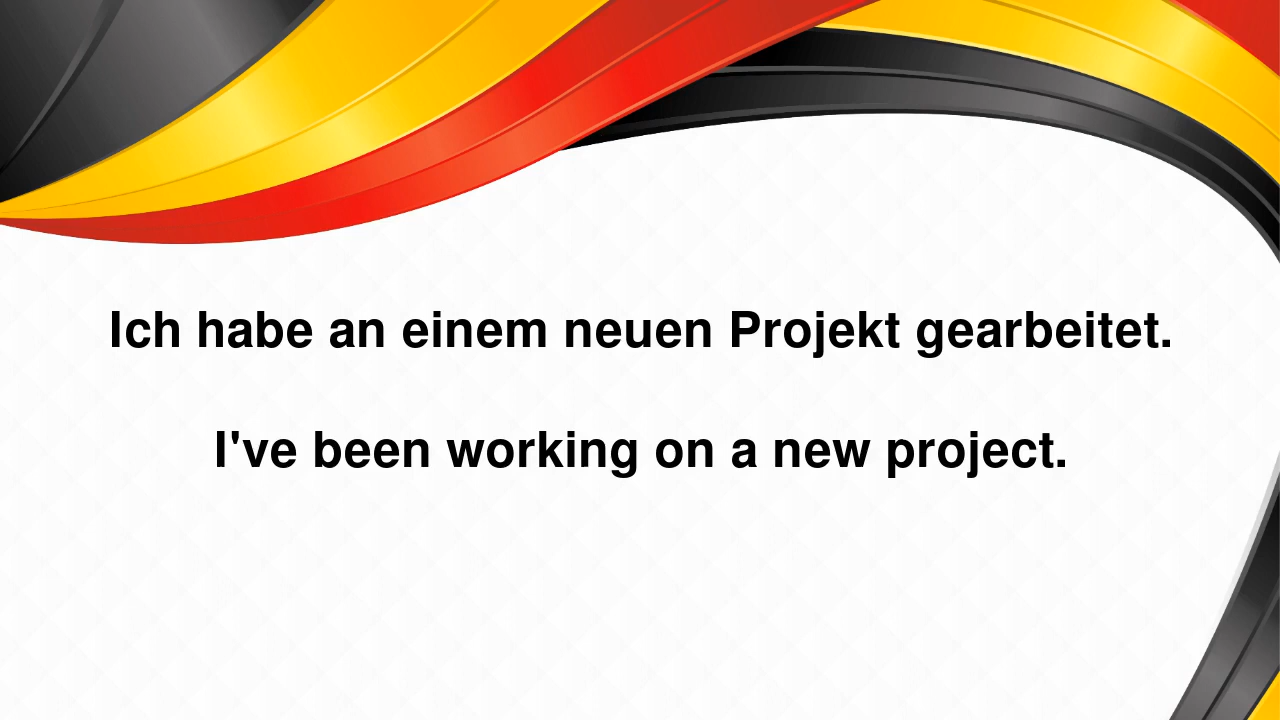 Ich habe an einem neuen Projekt gearbeitet.
I've been working on a new project.